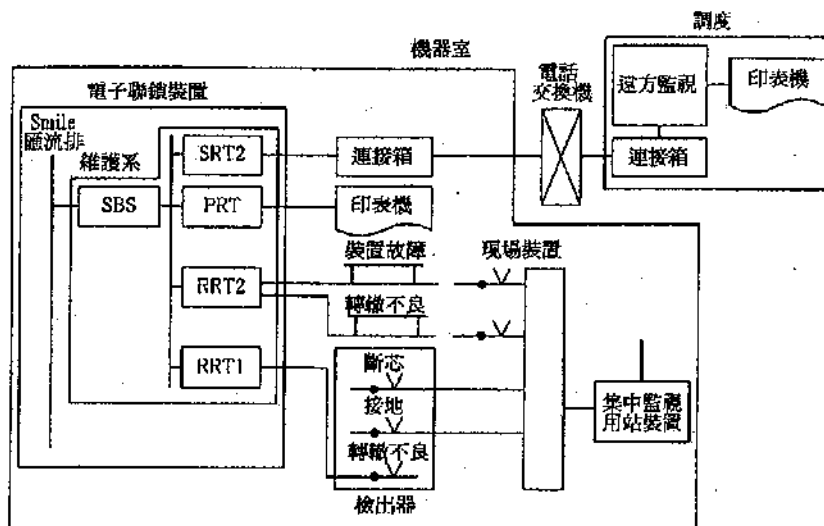 調度
機器室
電話
交換機
遠方監視
印表機
連接箱
電子聯鎖裝置
Smile
匯流排
維護系
SRT2
連接箱
SBS
PRT
印表機
裝置故障
現場裝置
RRT2
轉轍不良
RRT1
斷芯
接地
轉轍不良
檢出器
集中監視
用站裝置